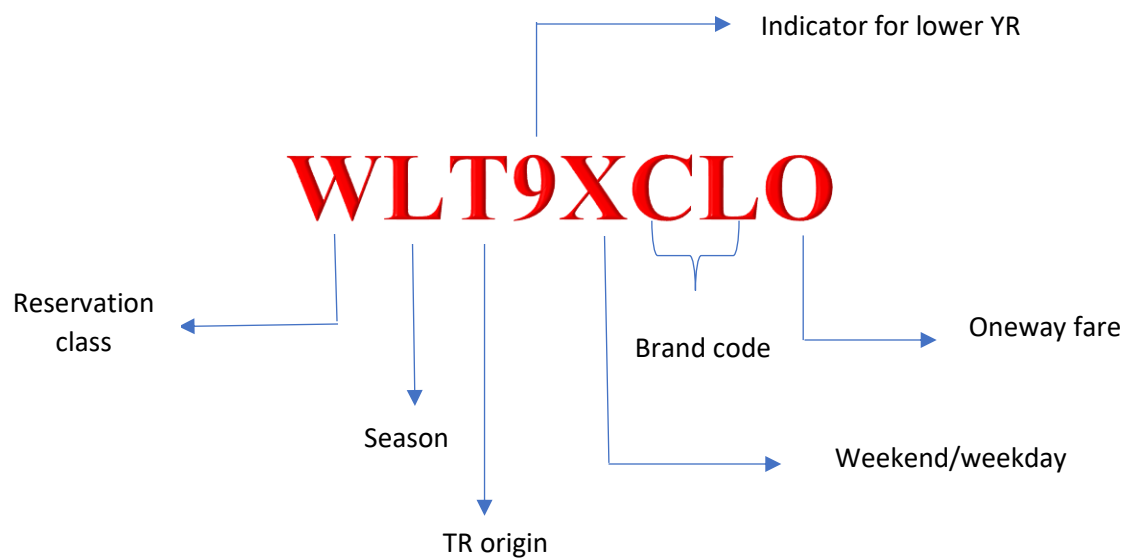 Indicator for lower YR
WLT9XCLO
Reservation
class
Oneway fare
Brand code
Season
Weekend/weekday
TR origin